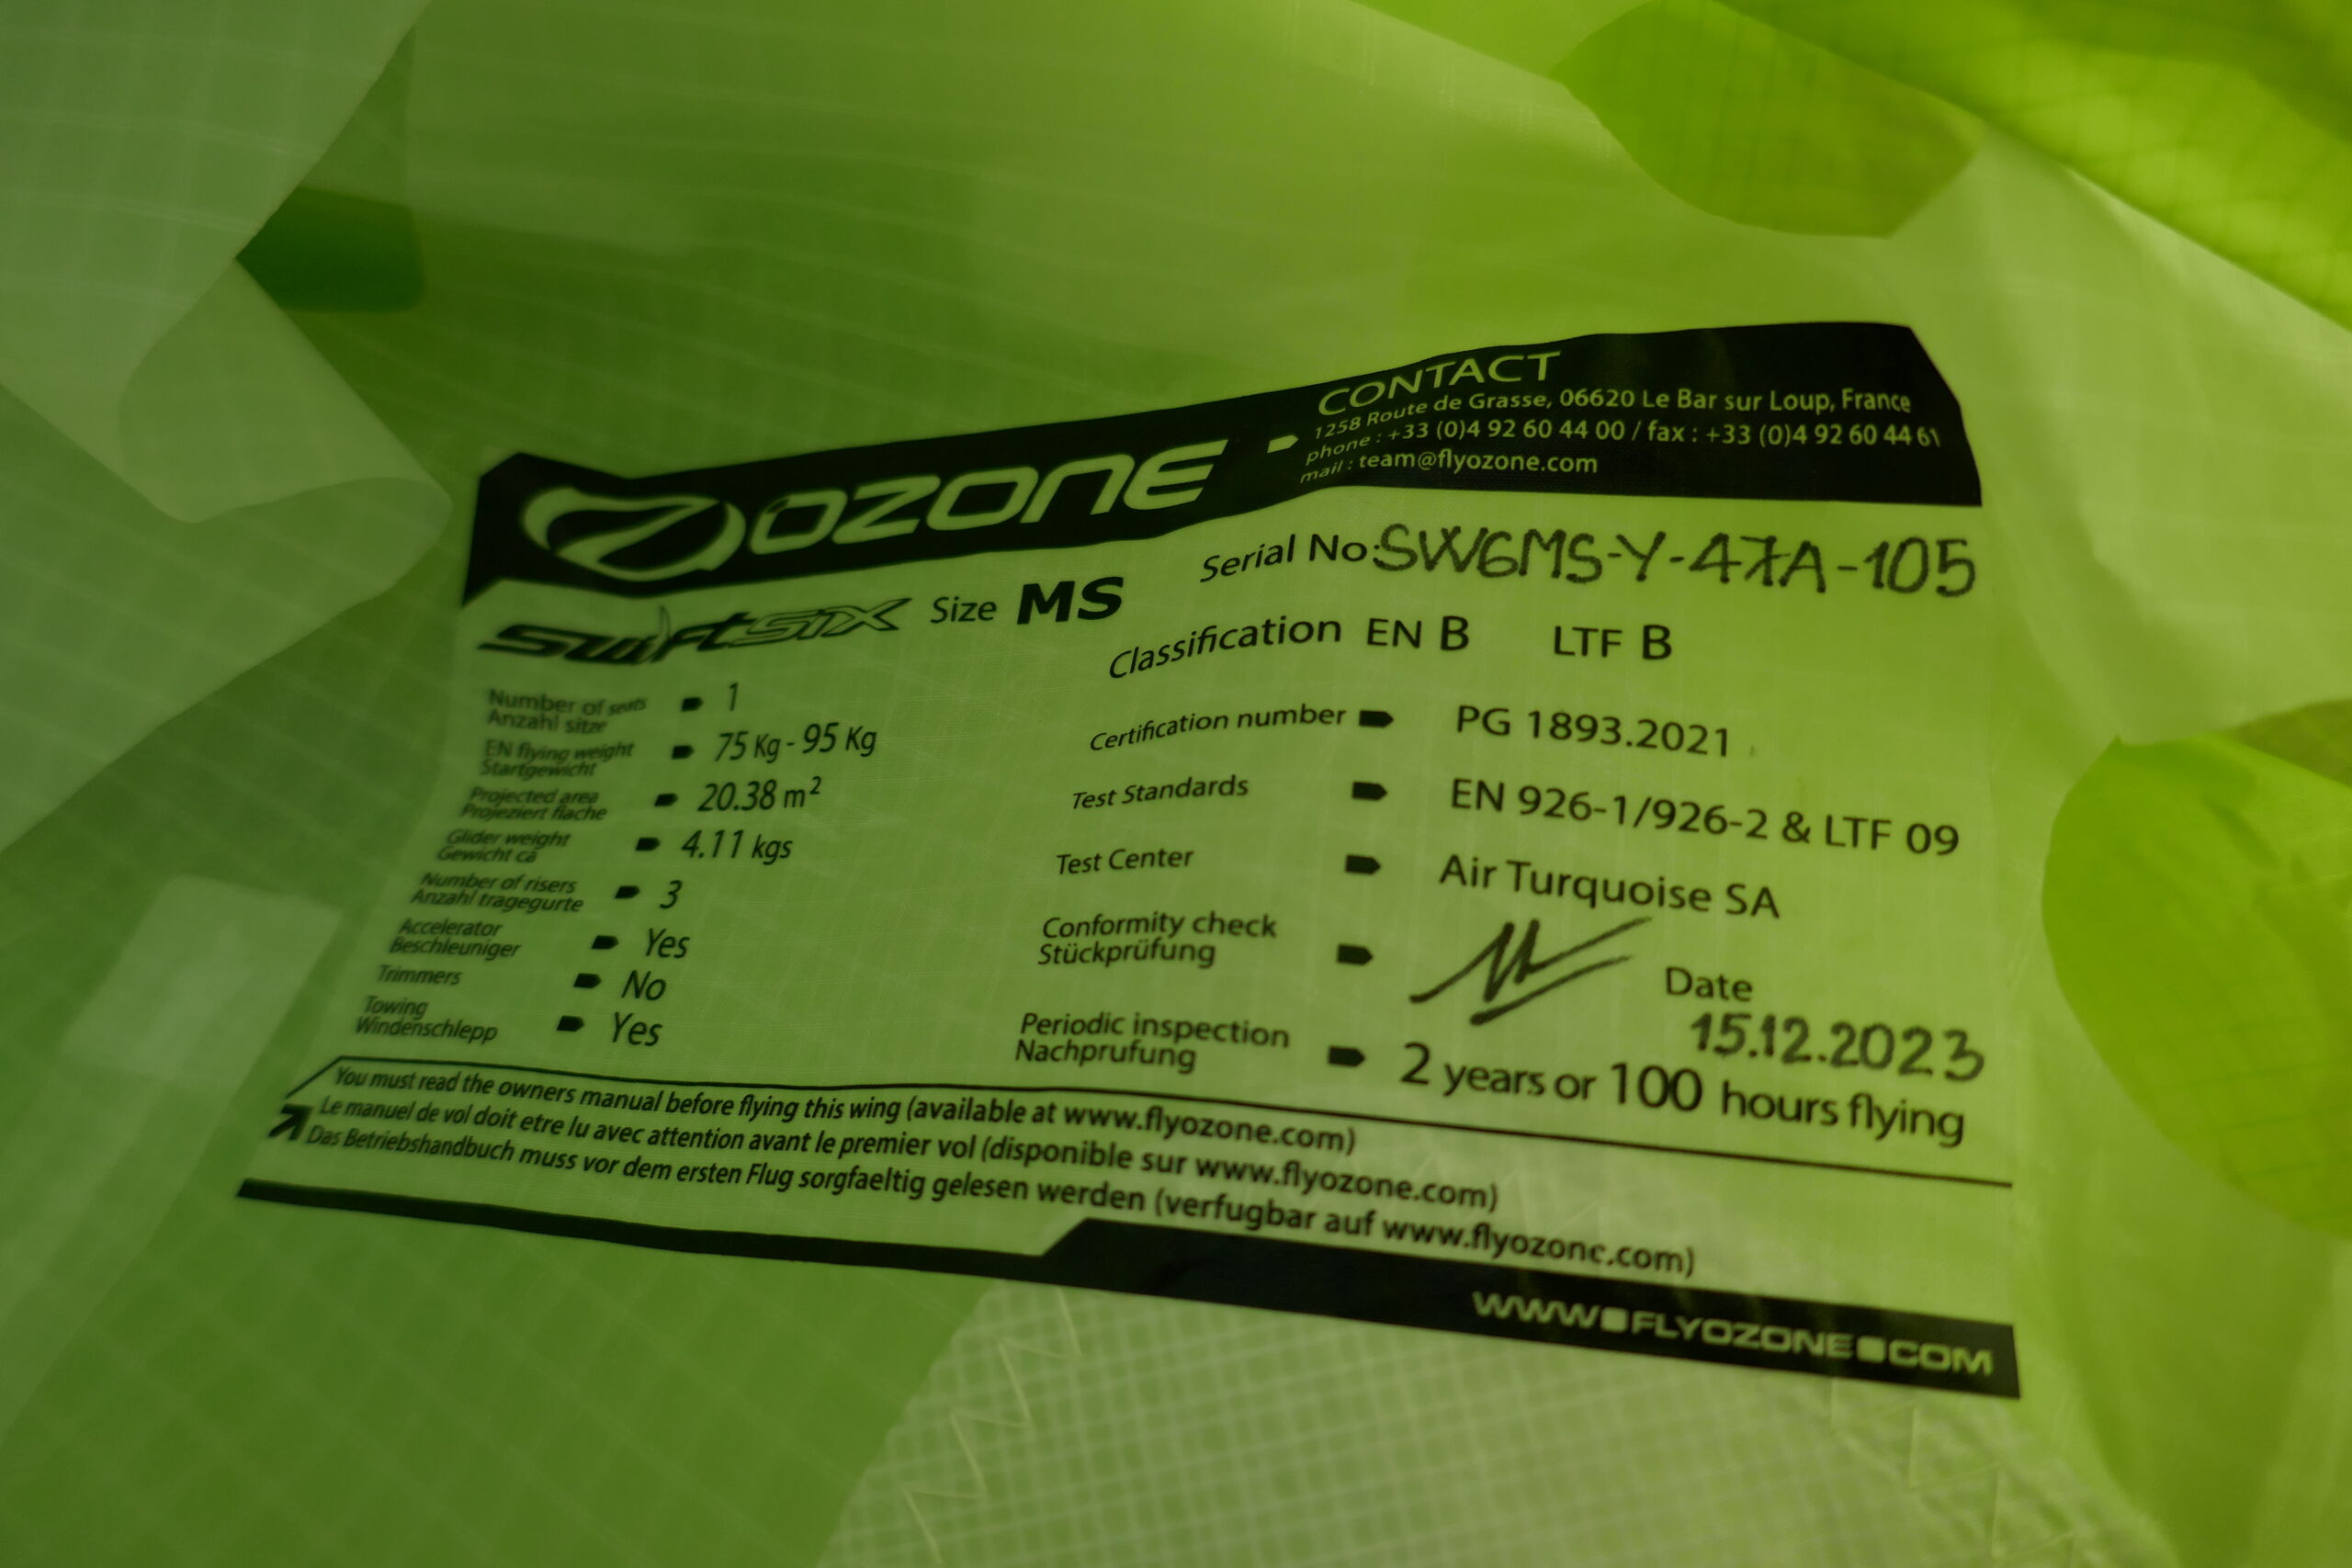 CONTACT
1258 Route de Grasse, 06620 Le Bar sur Loup, France
phone : +33 (0)4 92 60 44 00 / fax : +33 (0)4 92 60 44 61
mail : team@flyozone.com
OZONE
Serial No: SW6MS-Y-47A-105
swiftsix Size MS
Classification EN B LTF B
Number of seats 1
Anzahl sitze
EN flying weight 75 Kg - 95 Kg
Startgewicht
Projected area 20.38 m²
Projeziert flache
Glider weight 4.11 kgs
Gewicht ca
Number of risers 3
Anzahl tragegurte
Accelerator Yes
Beschleuniger
Trimmers No
Towing Yes
Windenschlepp
Certification number PG 1893.2021
Test Standards EN 926-1/926-2 & LTF 09
Test Center Air Turquoise SA
Conformity check
Stückprüfung
Date
15.12.2023
Periodic inspection
Nachprufung
2 years or 100 hours flying
You must read the owners manual before flying this wing (available at www.flyozone.com)
Le manuel de vol doit etre lu avec attention avant le premier vol (disponible sur www.flyozone.com)
Das Betriebshandbuch muss vor dem ersten Flug sorgfaeltig gelesen werden (verfugbar auf www.flyozone.com)
WWW.FLYOZONE.COM